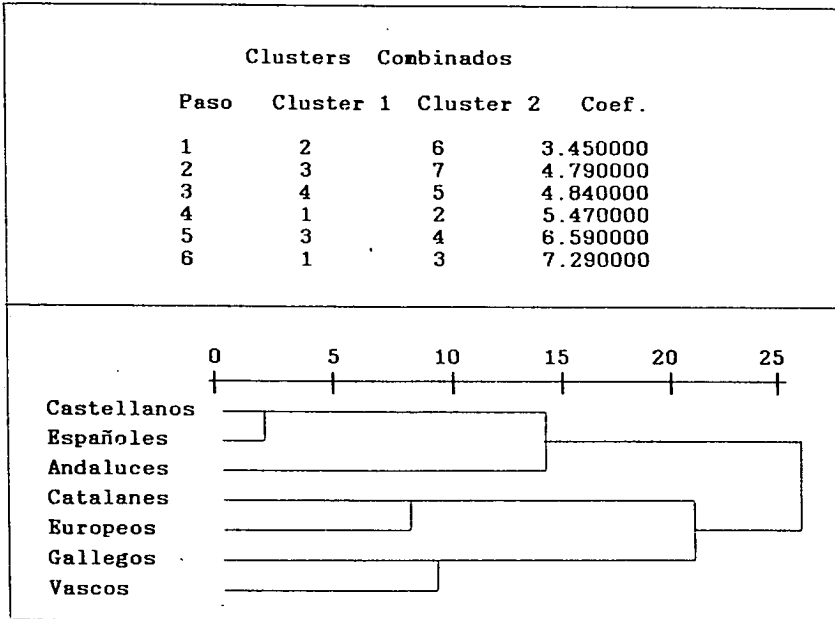 Clusters Combinados
Paso Cluster 1 Cluster 2 Coef.
1 2 6 3.450000
2 3 7 4.790000
3 4 5 4.840000
4 1 2 5.470000
5 3 4 6.590000
6 1 3 7.290000
0 5 10 15 20 25
Castellanos
Españoles
Andaluces
Catalanes
Europeos
Gallegos
Vascos